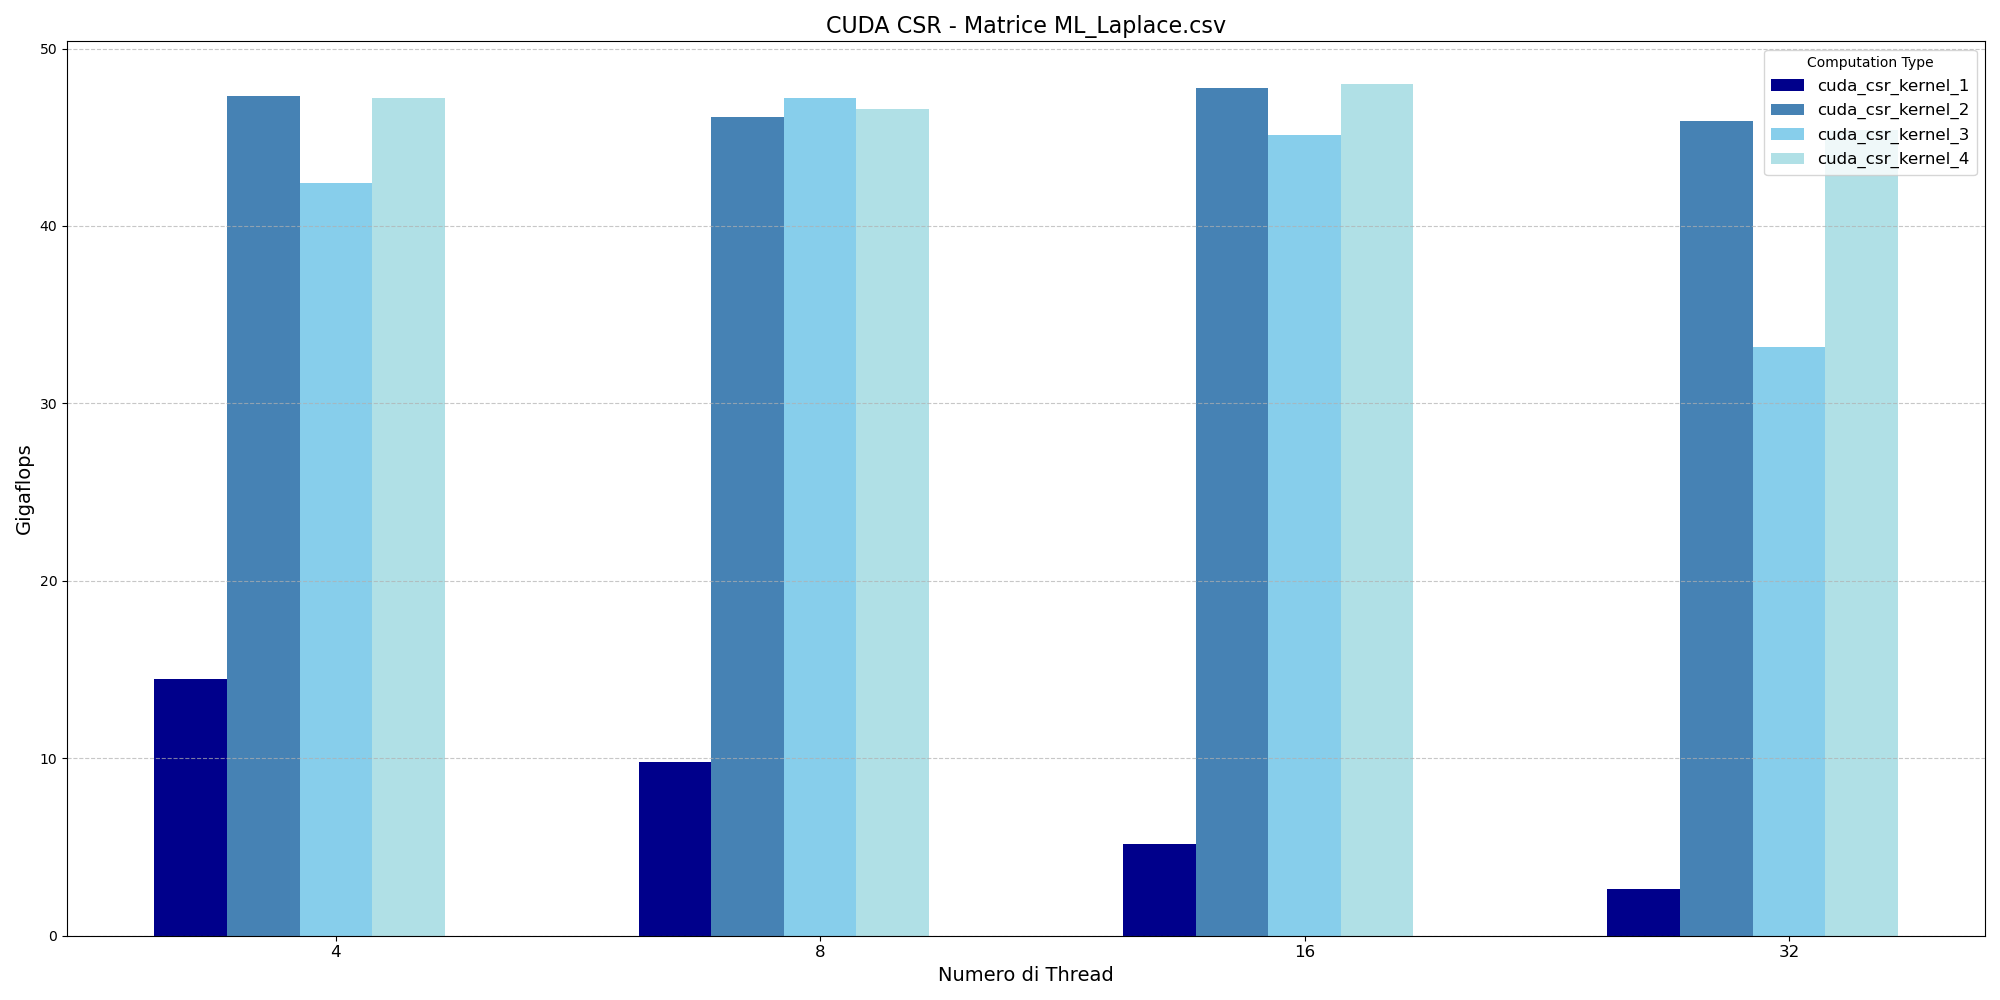 CUDA CSR - Matrice ML_Laplace.csv
Computation Type
cuda_csr_kernel_1
cuda_csr_kernel_2
cuda_csr_kernel_3
cuda_csr_kernel_4
Gigaflops
50
40
30
20
10
0
4 8 16 32
Numero di Thread